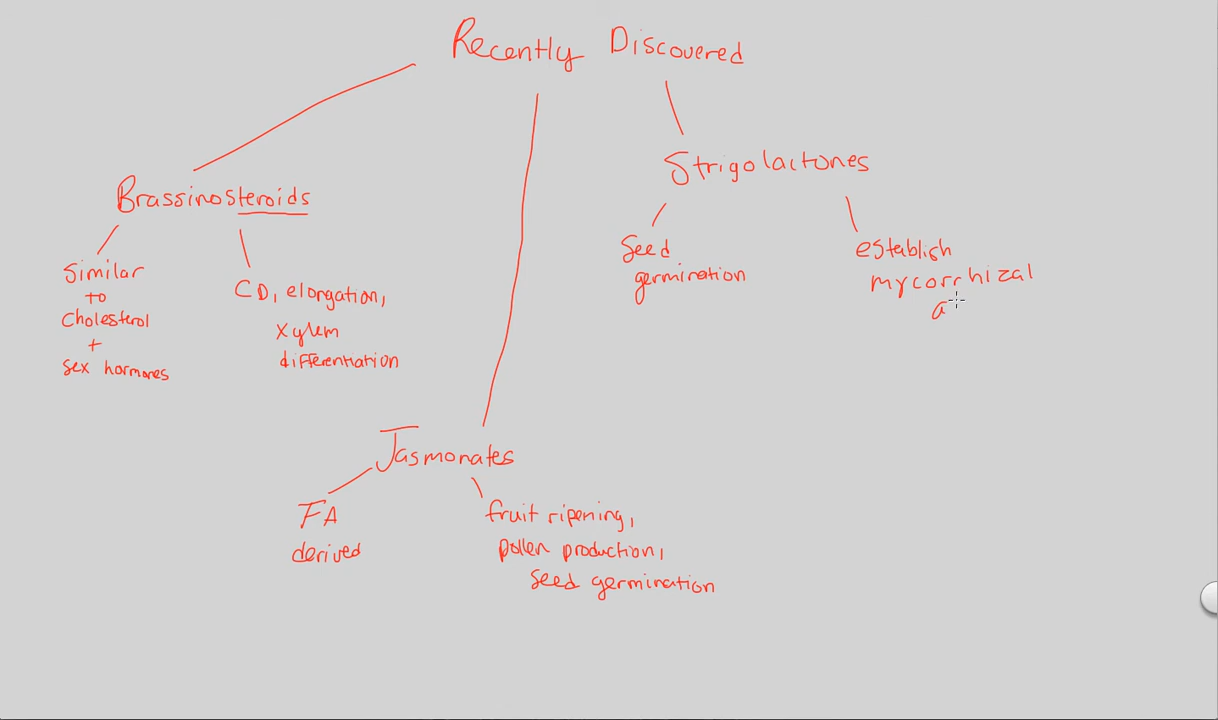 Recently Discovered
Brassinosteroids
Similar
to
Cholesterol
+
sex hormones
CD, elongation,
xylem
differentiation
Strigolactones
Seed
germination
establish
mycorrhizal
a
Jasmonates
FA
derived
fruit ripening,
pollen production,
seed germination